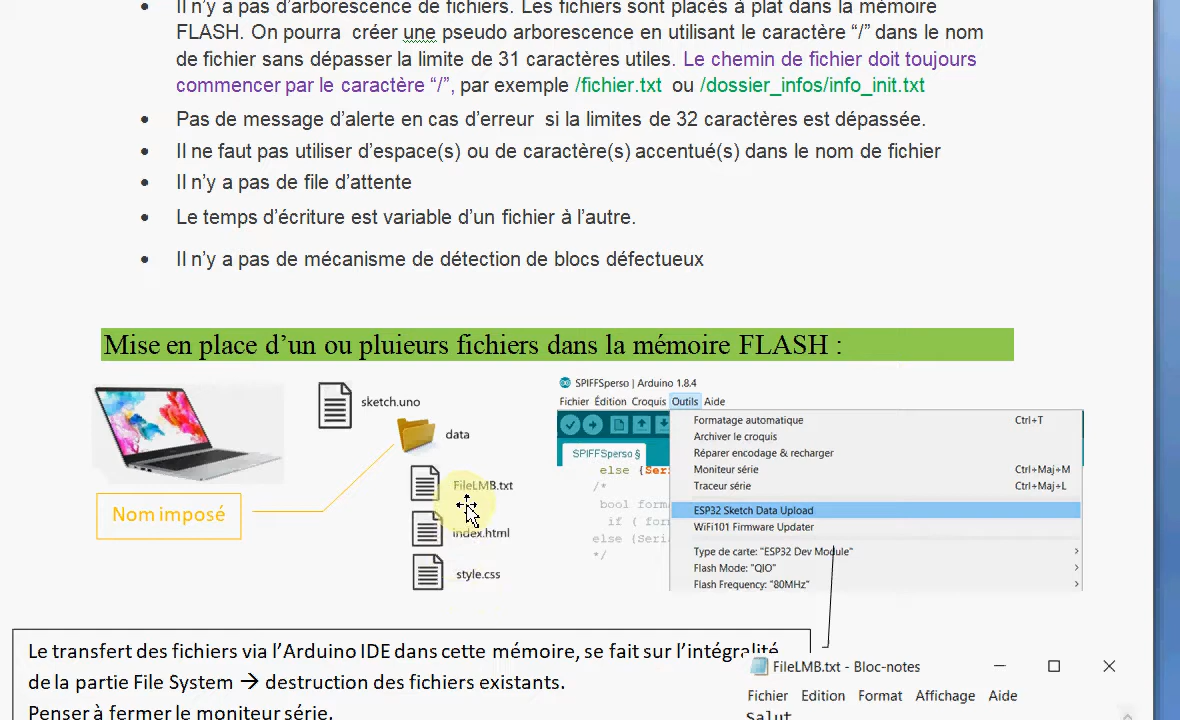 Il n'y a pas d'arborescence de fichiers. Les fichiers sont placés à plat dans la mémoire
FLASH. On pourra créer une pseudo arborescence en utilisant le caractère “/” dans le nom
de fichier sans dépasser la limite de 31 caractères utiles. Le chemin de fichier doit toujours
commencer par le caractère “/”, par exemple /fichier.txt ou /dossier_infos/info_init.txt
Pas de message d'alerte en cas d'erreur si la limites de 32 caractères est dépassée.
Il ne faut pas utiliser d'espace(s) ou de caractère(s) accentué(s) dans le nom de fichier
Il n'y a pas de file d'attente
Le temps d'écriture est variable d'un fichier à l'autre.
Il n'y a pas de mécanisme de détection de blocs défectueux
Mise en place d'un ou pluieurs fichiers dans la mémoire FLASH :
sketch.uno
data
FileLMB.txt
index.html
style.css
Nom imposé
SPIFFSperso | Arduino 1.8.4
Fichier Édition Croquis Outils Aide
SPIFFSperso §
Formatage automatique Ctrl+T
Archiver le croquis
Réparer encodage & recharger
Moniteur série Ctrl+Maj+M
Traceur série Ctrl+Maj+L
ESP32 Sketch Data Upload
WiFi101 Firmware Updater
Type de carte: "ESP32 Dev Module"
Flash Mode: "QIO"
Flash Frequency: "80MHz"
else {Ser
/*
bool form
if ( for
else {Seri
*/
Le transfert des fichiers via l'Arduino IDE dans cette mémoire, se fait sur l'intégralité
de la partie File System → destruction des fichiers existants.
Penser à fermer le moniteur série.
FileLMB.txt - Bloc-notes
Fichier Edition Format Affichage Aide
Salut